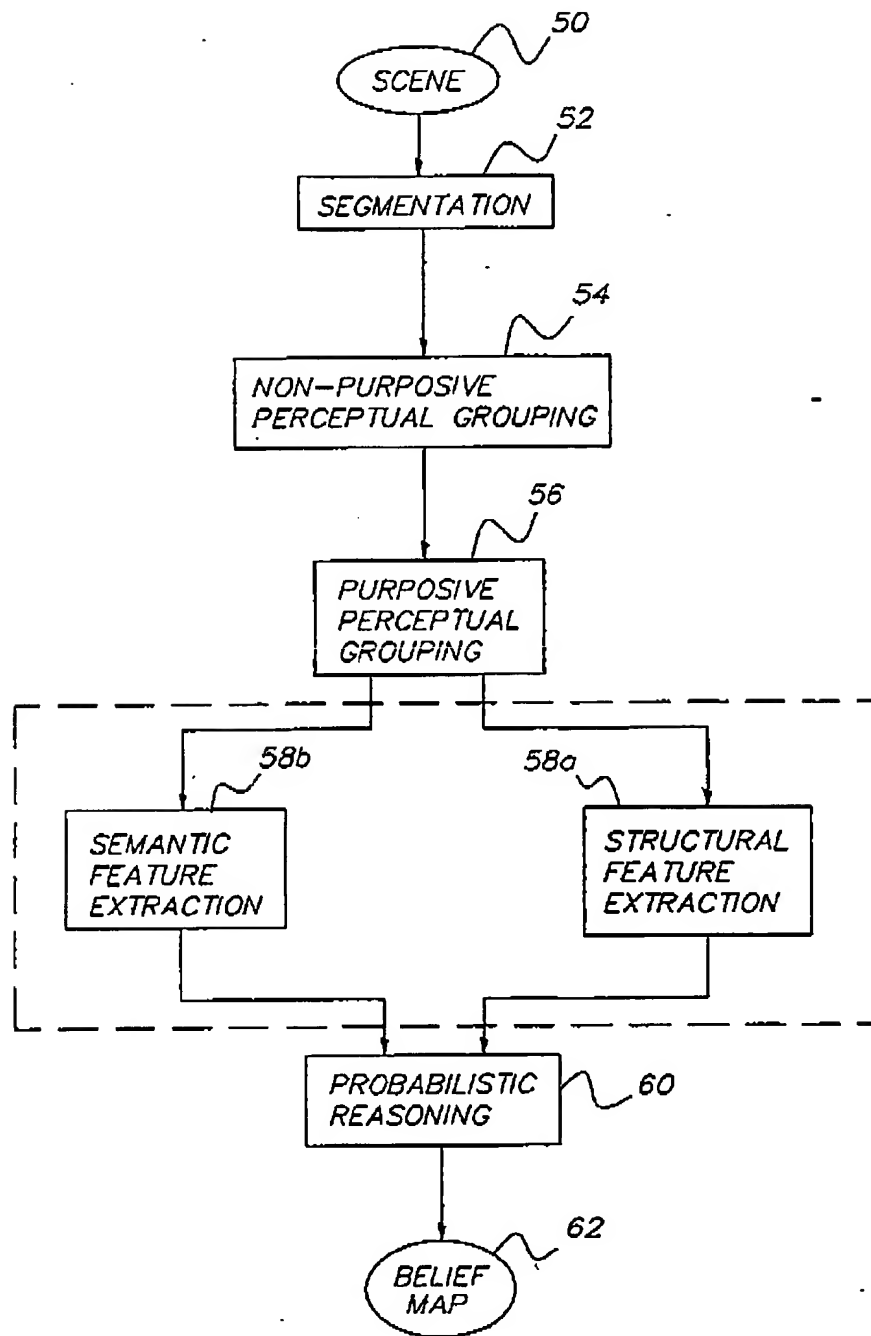 50
SCENE
52
SEGMENTATION
54
NON-PURPOSIVE
PERCEPTUAL GROUPING
56
PURPOSIVE
PERCEPTUAL
GROUPING
58b
58a
SEMANTIC
FEATURE
EXTRACTION
STRUCTURAL
FEATURE
EXTRACTION
PROBABILISTIC
REASONING
60
62
BELIEF
MAP